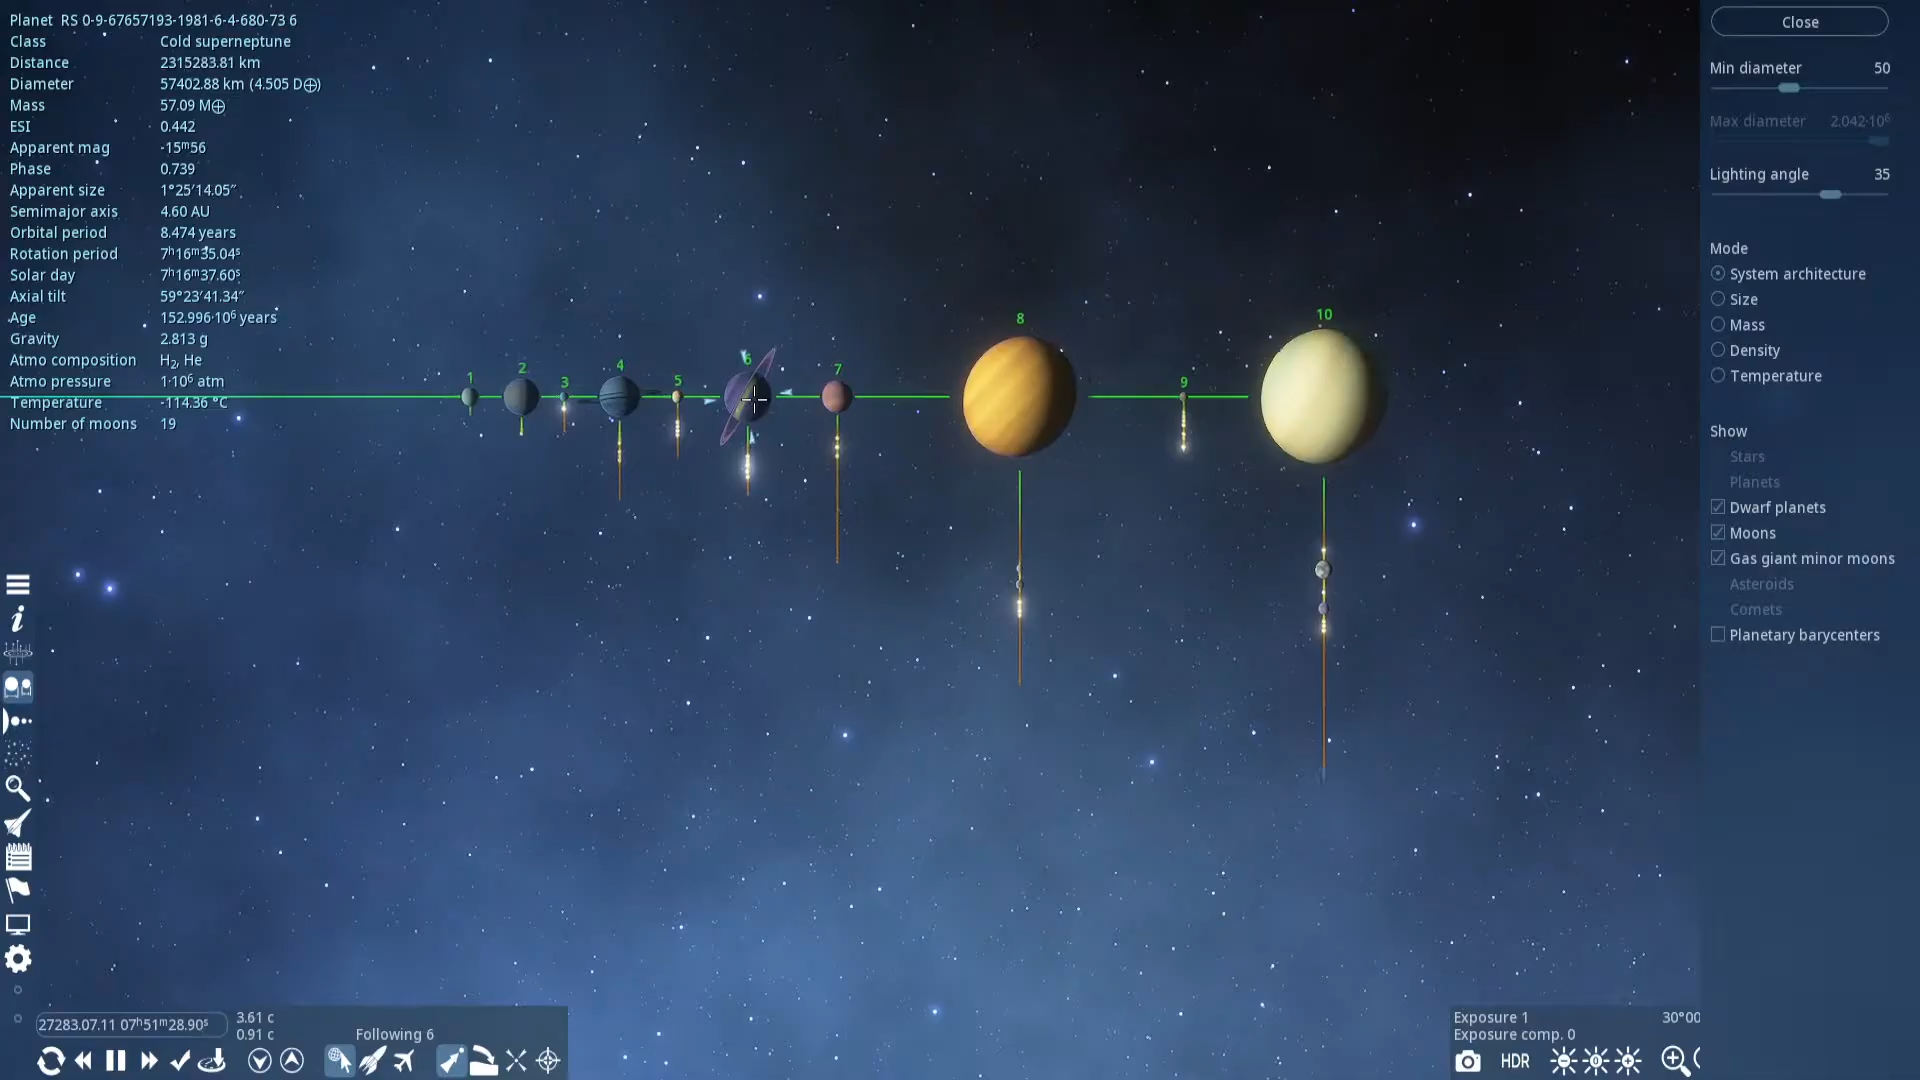 Planet RS 0-9-67657193-1981-6-4-680-73 6
Class Cold superneptune
Distance 2315283.81 km
Diameter 57402.88 km (4.505 D⊕)
Mass 57.09 M⊕
ESI 0.442
Apparent mag -15ᵐ56
Phase 0.739
Apparent size 1°25′14.05″
Semimajor axis 4.60 AU
Orbital period 8.474 years
Rotation period 7ʰ16ᵐ35.04ˢ
Solar day 7ʰ16ᵐ37.60ˢ
Axial tilt 59°23′41.34″
Age 152.996·10⁶ years
Gravity 2.813 g
Atmo composition H₂, He
Atmo pressure 1·10⁶ atm
Temperature -114.36 °C
Number of moons 19
1
2
3
4
5
6
7
8
9
10
Close
Min diameter 50
Max diameter 2.042·10⁶
Lighting angle 35
Mode
System architecture
Size
Mass
Density
Temperature
Show
Stars
Planets
Dwarf planets
Moons
Gas giant minor moons
Asteroids
Comets
Planetary barycenters
27283.07.11 07ʰ51ᵐ28.90ˢ
3.61 c
0.91 c
Following 6
Exposure 1 30°00
Exposure comp. 0
HDR